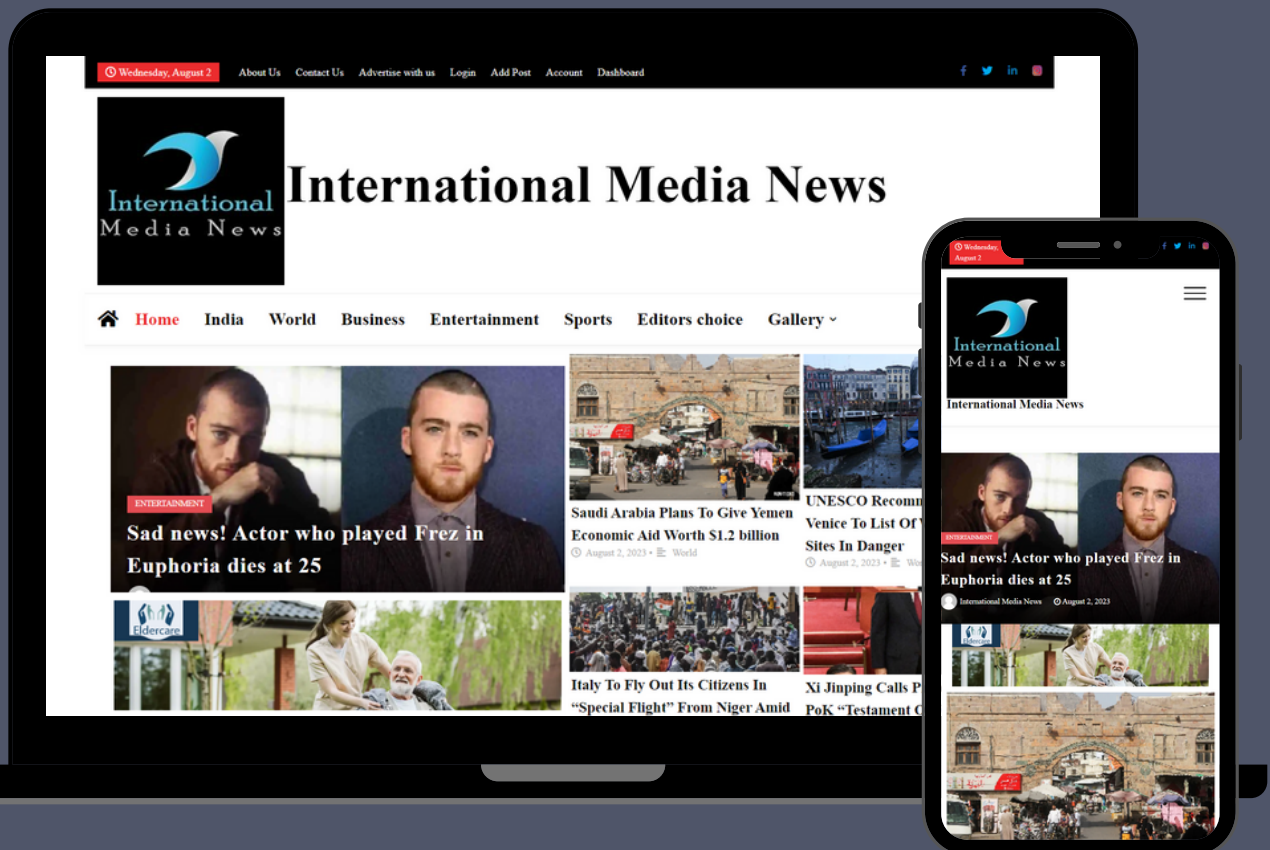 Wednesday, August 2
About Us Contact Us Advertise with us Login Add Post Account Dashboard
International
Media News
International Media News
Home India World Business Entertainment Sports Editors choice Gallery
ENTERTAINMENT
Sad news! Actor who played Frez in
Euphoria dies at 25
Eldercare
Saudi Arabia Plans To Give Yemen
Economic Aid Worth $1.2 billion
August 2, 2023 • World
UNESCO Recomm
Venice To List Of
Sites In Danger
August 2, 2023 •
Italy To Fly Out Its Citizens In
“Special Flight” From Niger Amid
Xi Jinping Calls P
PoK “Testament
Wednesday,
August 2
International
Media News
International Media News
ENTERTAINMENT
Sad news! Actor who played Frez in
Euphoria dies at 25
International Media News August 2, 2023
Eldercare